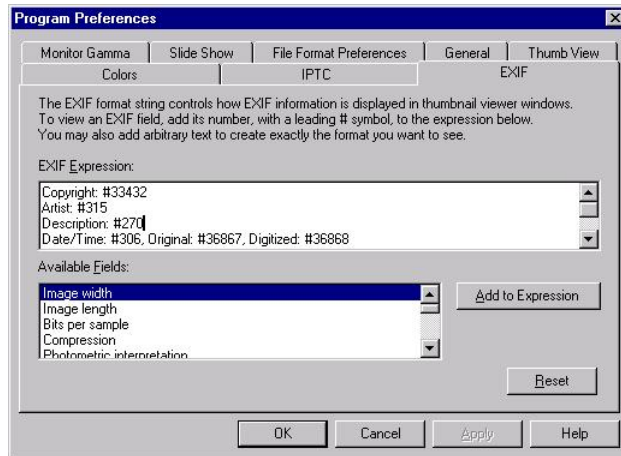 Program Preferences
Monitor Gamma
Slide Show
File Format Preferences
General
Thumb View
Colors
IPTC
EXIF
The EXIF format string controls how EXIF information is displayed in thumbnail viewer windows.
To view an EXIF field, add its number, with a leading # symbol, to the expression below.
You may also add arbitrary text to create exactly the format you want to see.
EXIF Expression:
Copyright: #33432
Artist: #315
Description: #270
Date/Time: #306, Original: #36867, Digitized: #36868
Available Fields:
Image width
Image length
Bits per sample
Compression
Photometric interpretation
Add to Expression
Reset
OK
Cancel
Apply
Help